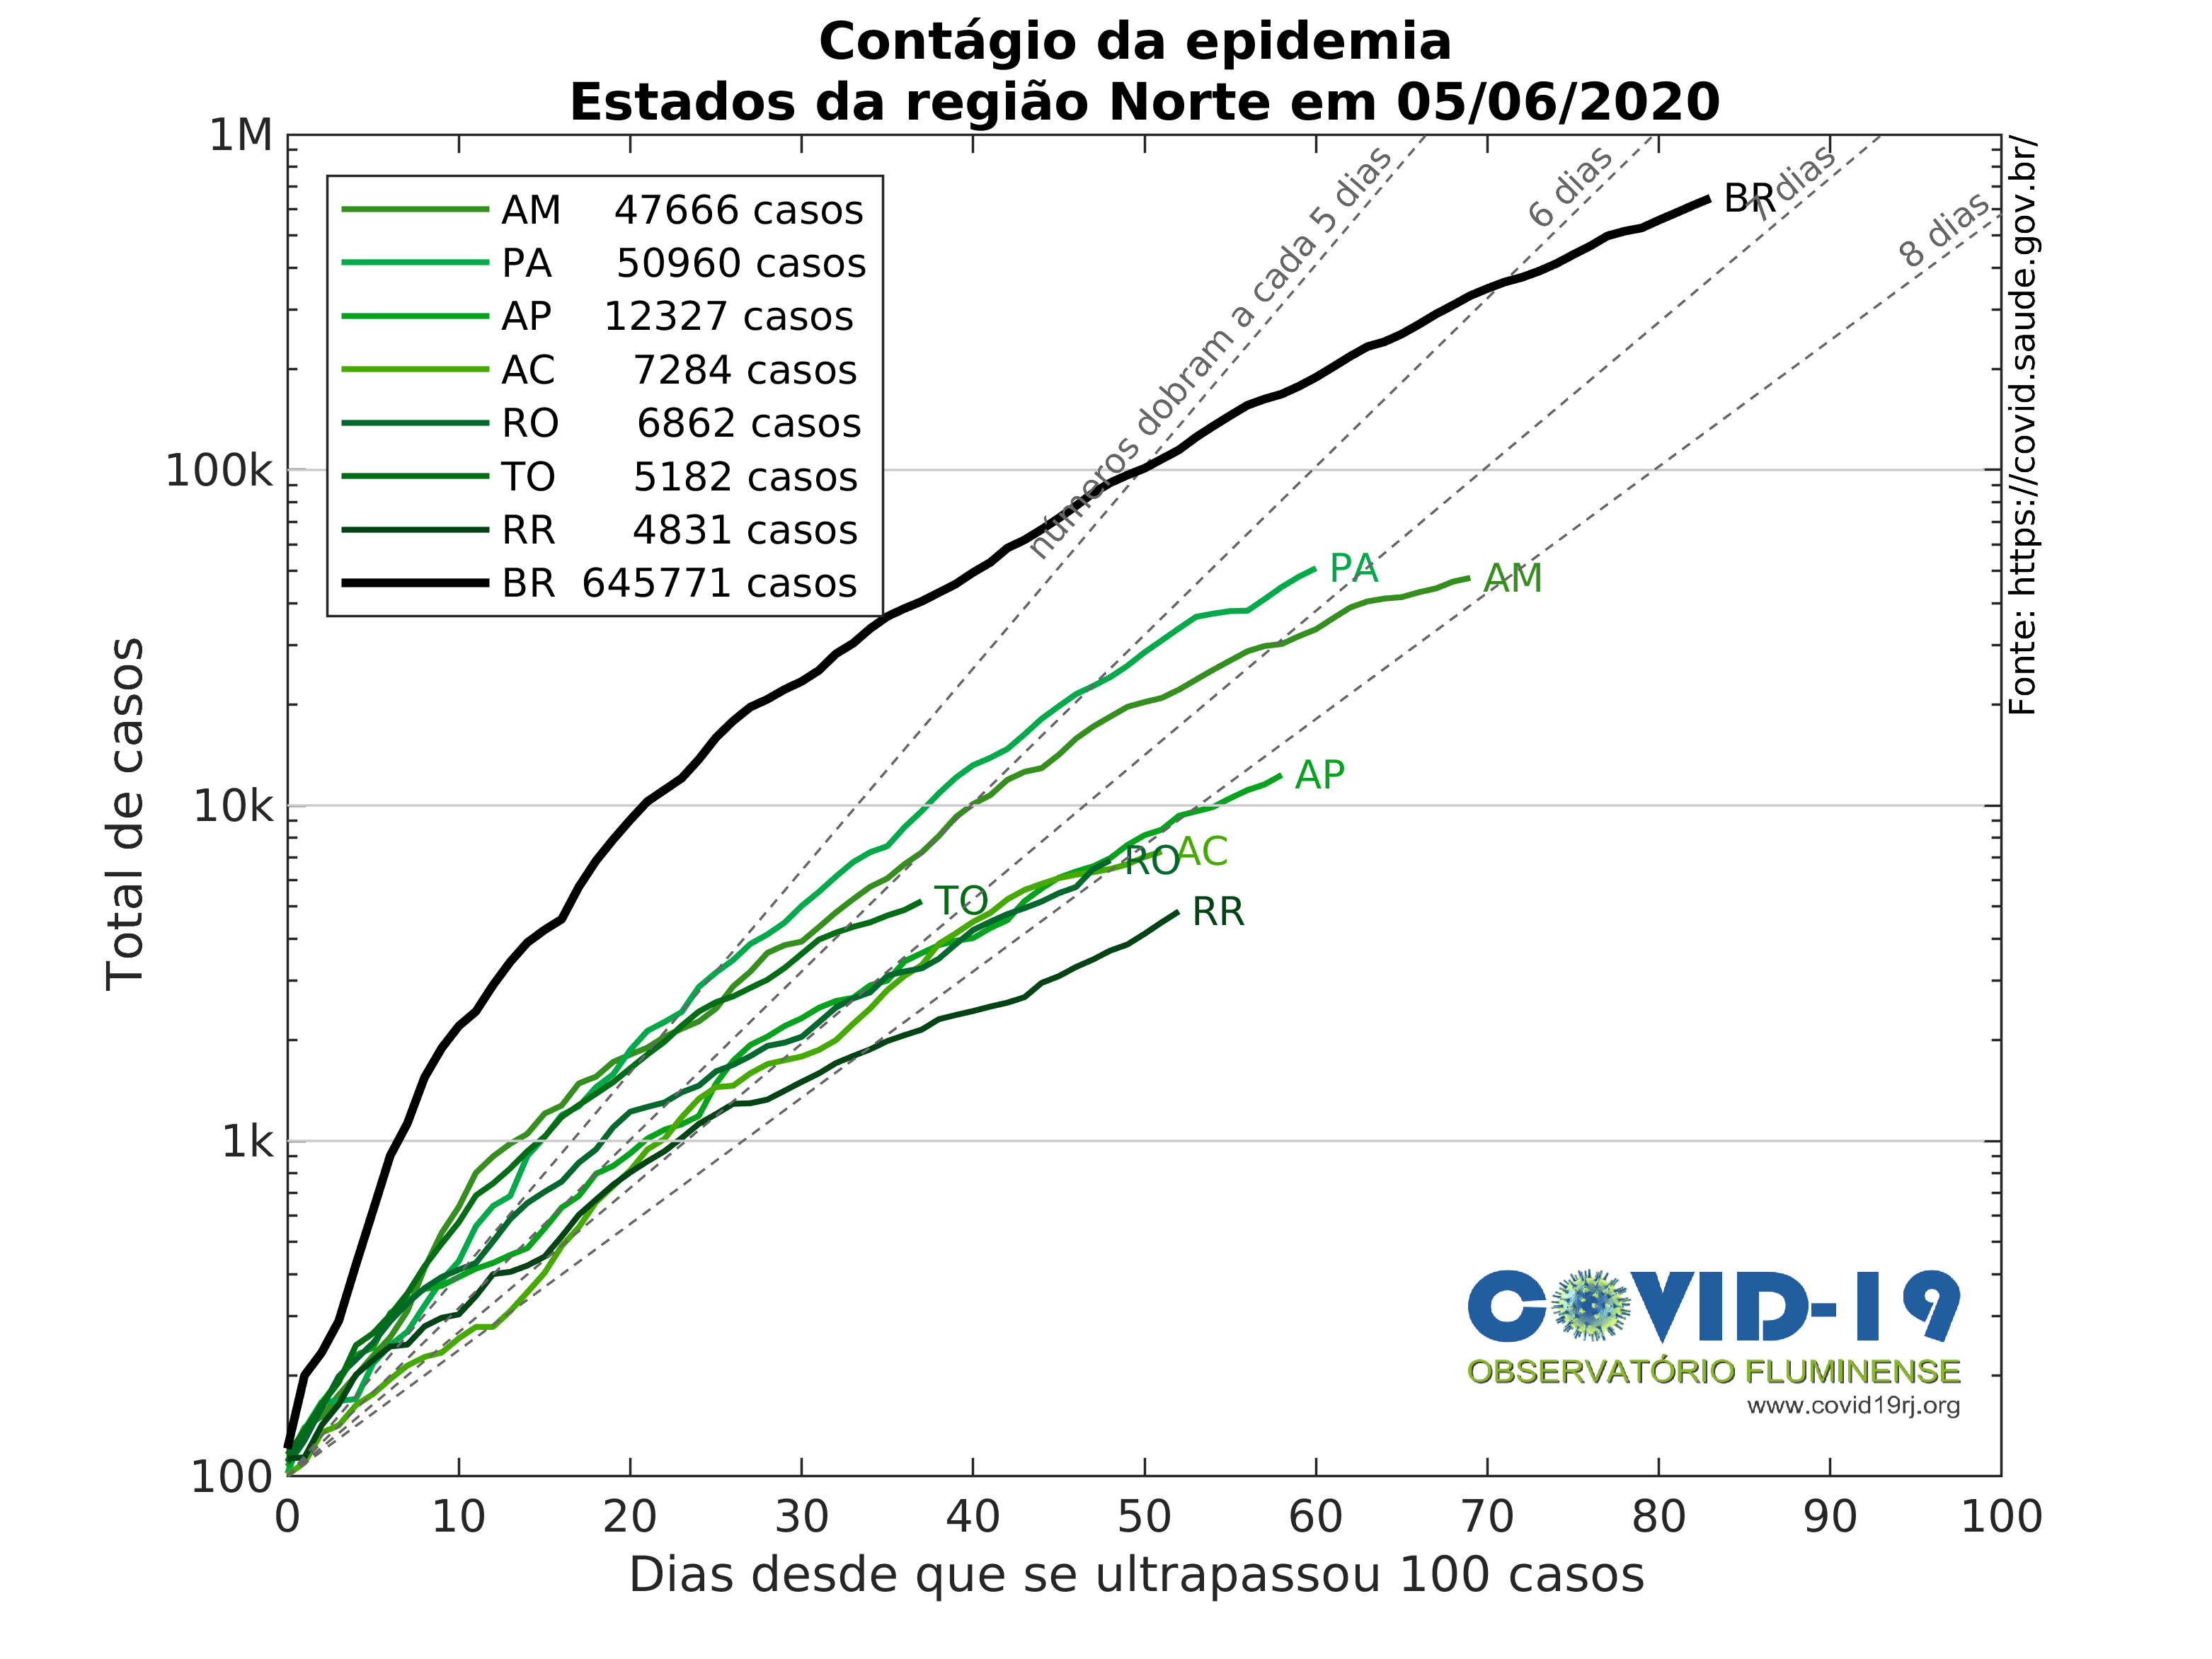 Contágio da epidemia
Estados da região Norte em 05/06/2020
1M
100k
10k
1k
100
Total de casos
AM 47666 casos
PA 50960 casos
AP 12327 casos
AC 7284 casos
RO 6862 casos
TO 5182 casos
RR 4831 casos
BR 645771 casos
números dobram a cada 5 dias
6 dias
7 dias
8 dias
BR
PA
AM
AP
RO
AC
TO
RR
Fonte: https://covid.saude.gov.br/
COVID-19
OBSERVATÓRIO FLUMINENSE
www.covid19rj.org
0 10 20 30 40 50 60 70 80 90 100
Dias desde que se ultrapassou 100 casos